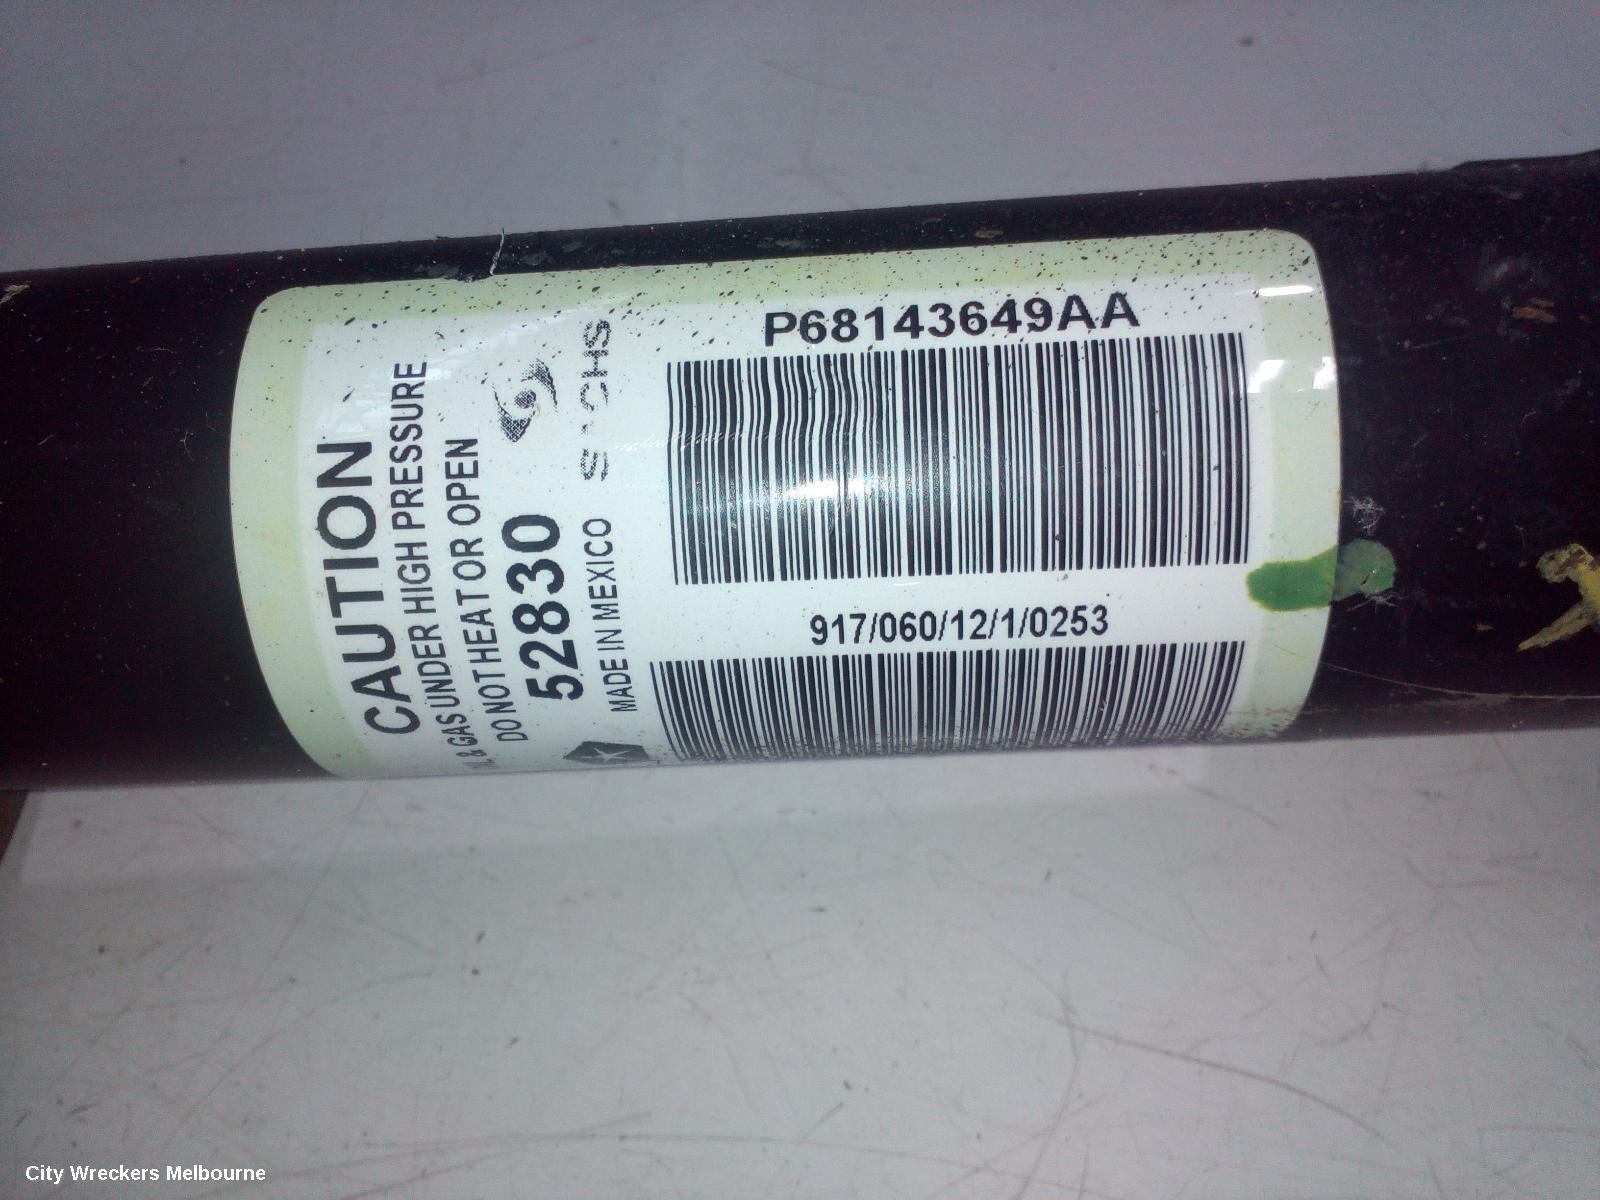 P68143649AA
917/060/12/1/0253
CAUTION
& GAS UNDER HIGH PRESSURE
DO NOT HEAT OR OPEN
52830
MADE IN MEXICO
City Wreckers Melbourne